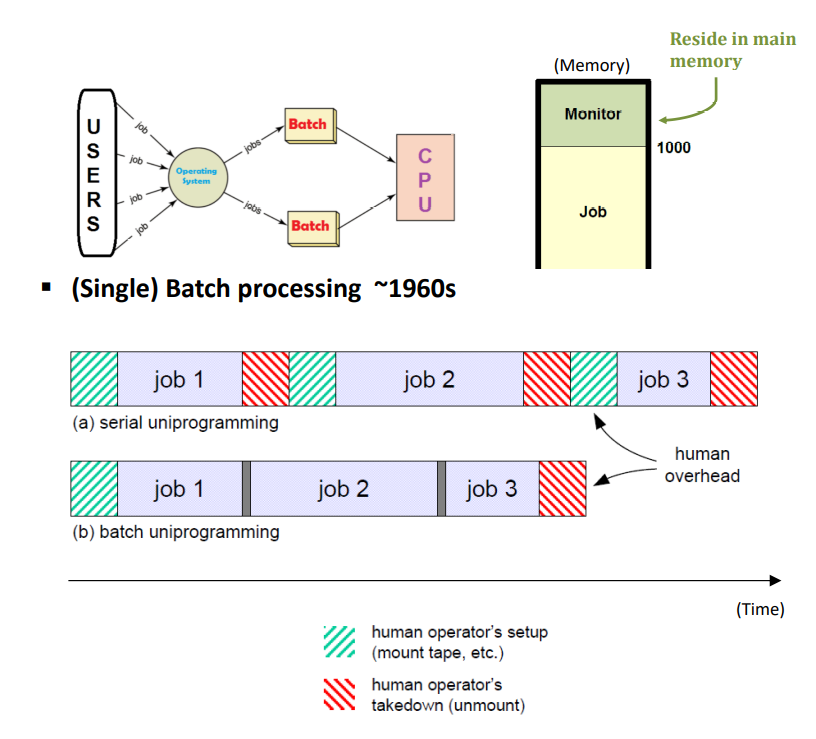 Reside in main
memory
(Memory)
Monitor
1000
Job
USERS
job
job
job
job
Operating
System
jobs
jobs
Batch
Batch
CPU
▪ (Single) Batch processing ~1960s
job 1
job 2
job 3
(a) serial uniprogramming
human
overhead
job 1
job 2
job 3
(b) batch uniprogramming
(Time)
human operator's setup
(mount tape, etc.)
human operator's
takedown (unmount)